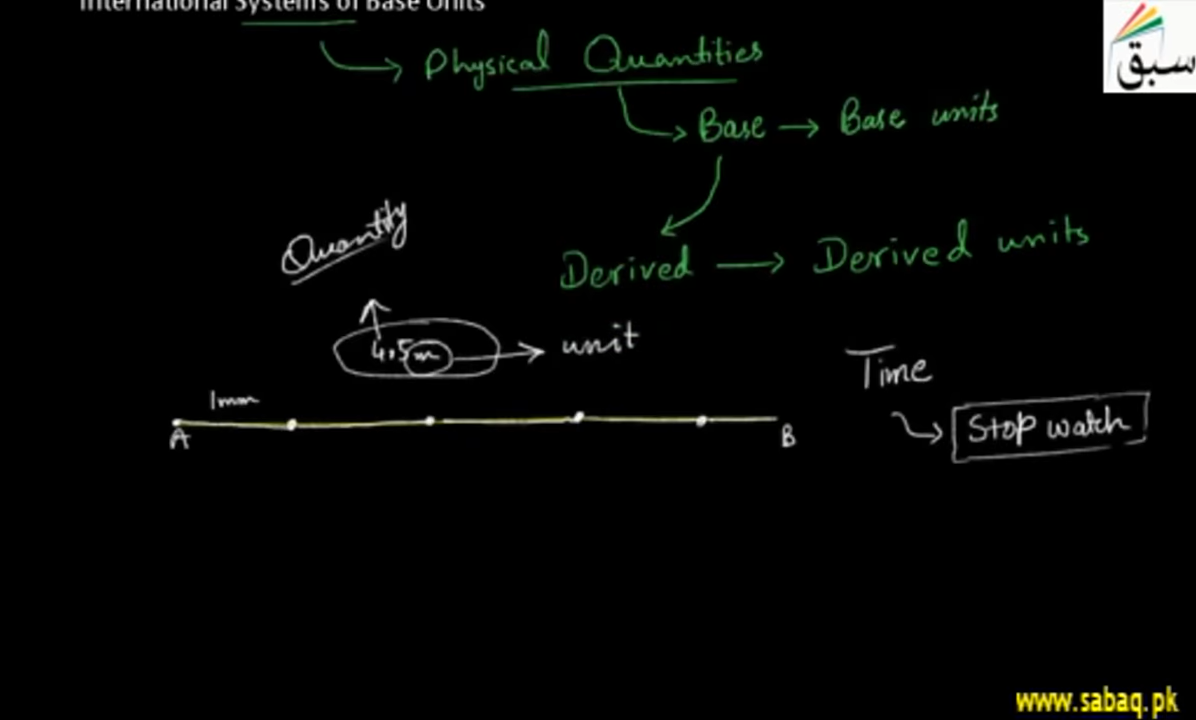 International Systems of Base Units
سبق
Physical Quantities
Base → Base units
Quantity
Derived → Derived units
4.5m → unit
Time
1mm
Stop watch
A
B
www.sabaq.pk